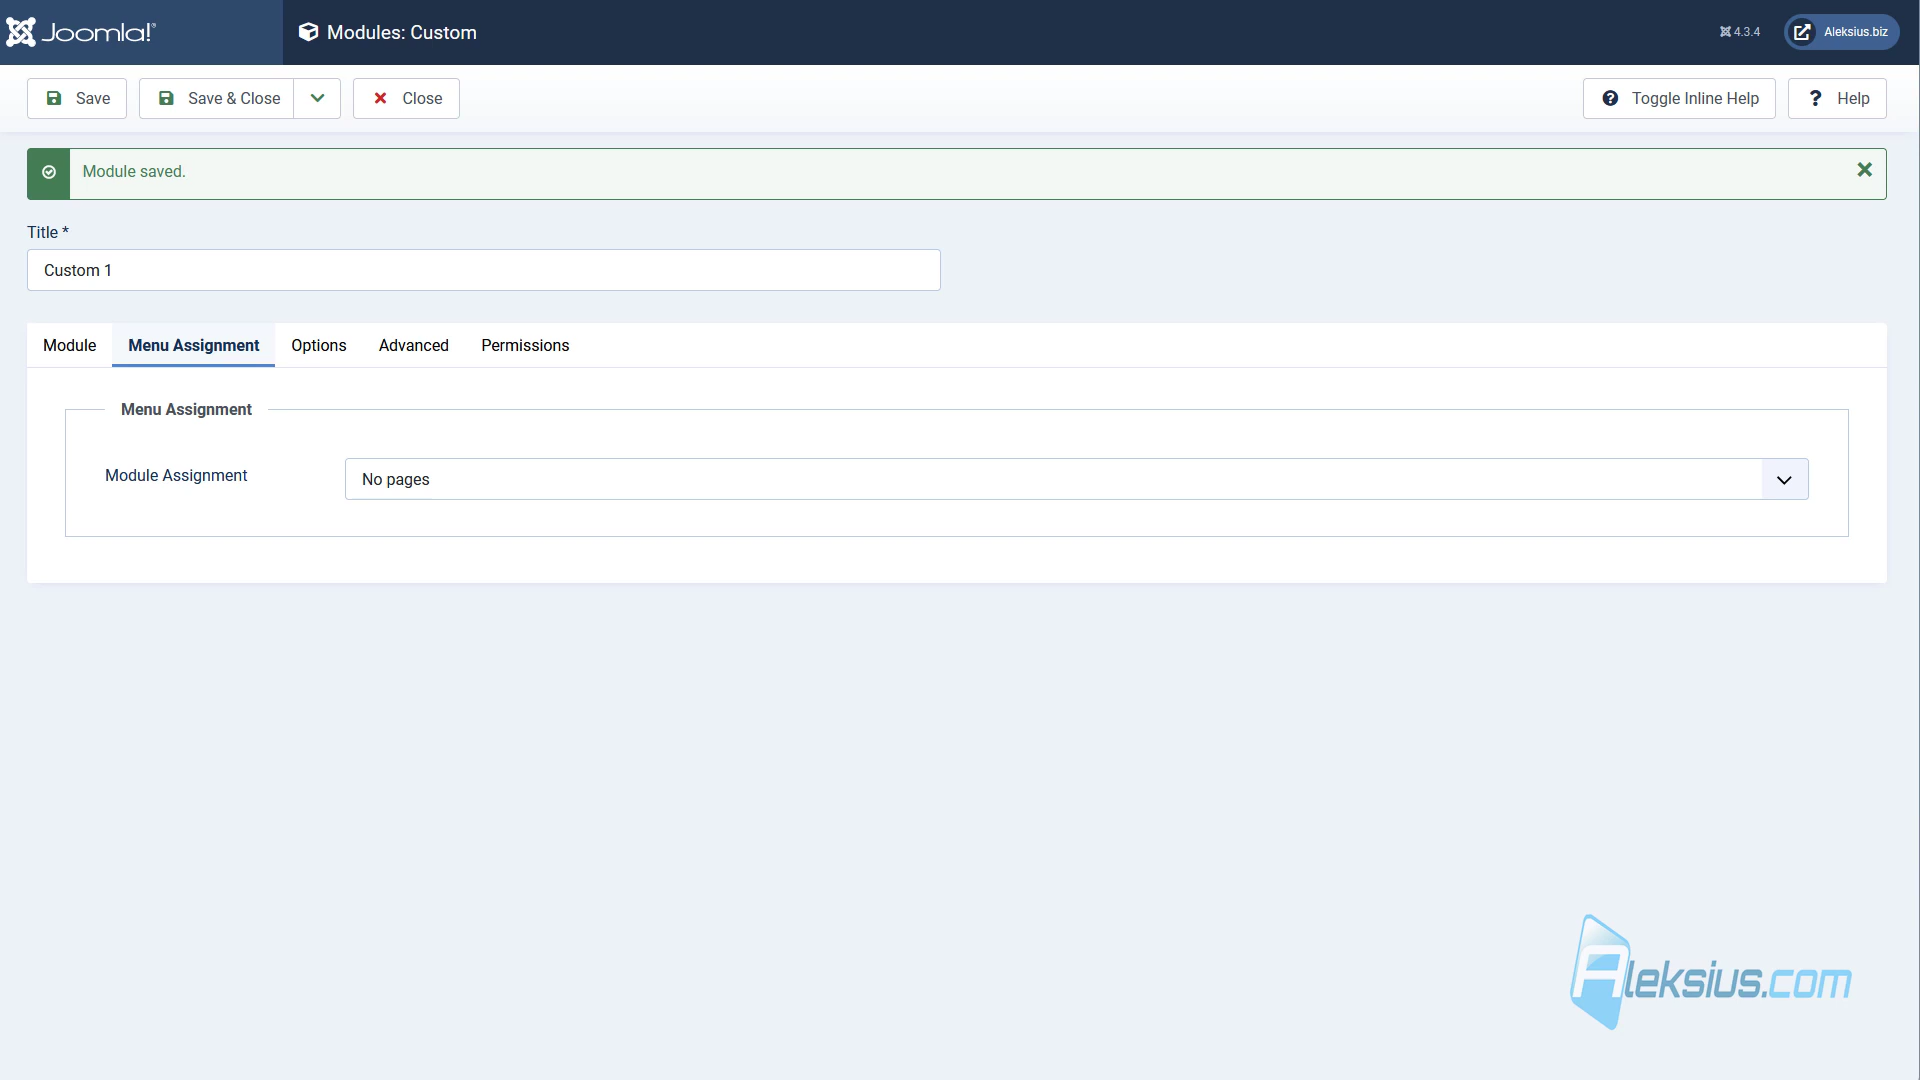 Joomla!®
Modules: Custom
4.3.4
Aleksius.biz
Save
Save & Close
Close
Toggle Inline Help
? Help
Module saved.
Title *
Custom 1
Module
Menu Assignment
Options
Advanced
Permissions
Menu Assignment
Module Assignment
No pages
Aleksius.com